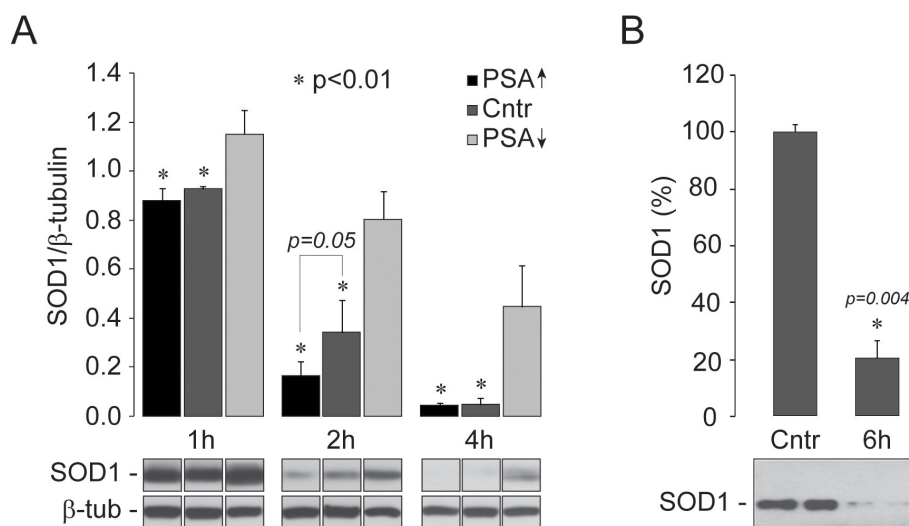 A
B
SOD1/β-tubulin
1.4
1.2
1.0
0.8
0.6
0.4
0.2
0.0
* p<0.01
PSA↑
Cntr
PSA↓
* *
p=0.05
* *
* *
1h 2h 4h
SOD1 -
β-tub -
SOD1 (%)
120
100
80
60
40
20
0
p=0.004
*
Cntr 6h
SOD1 -